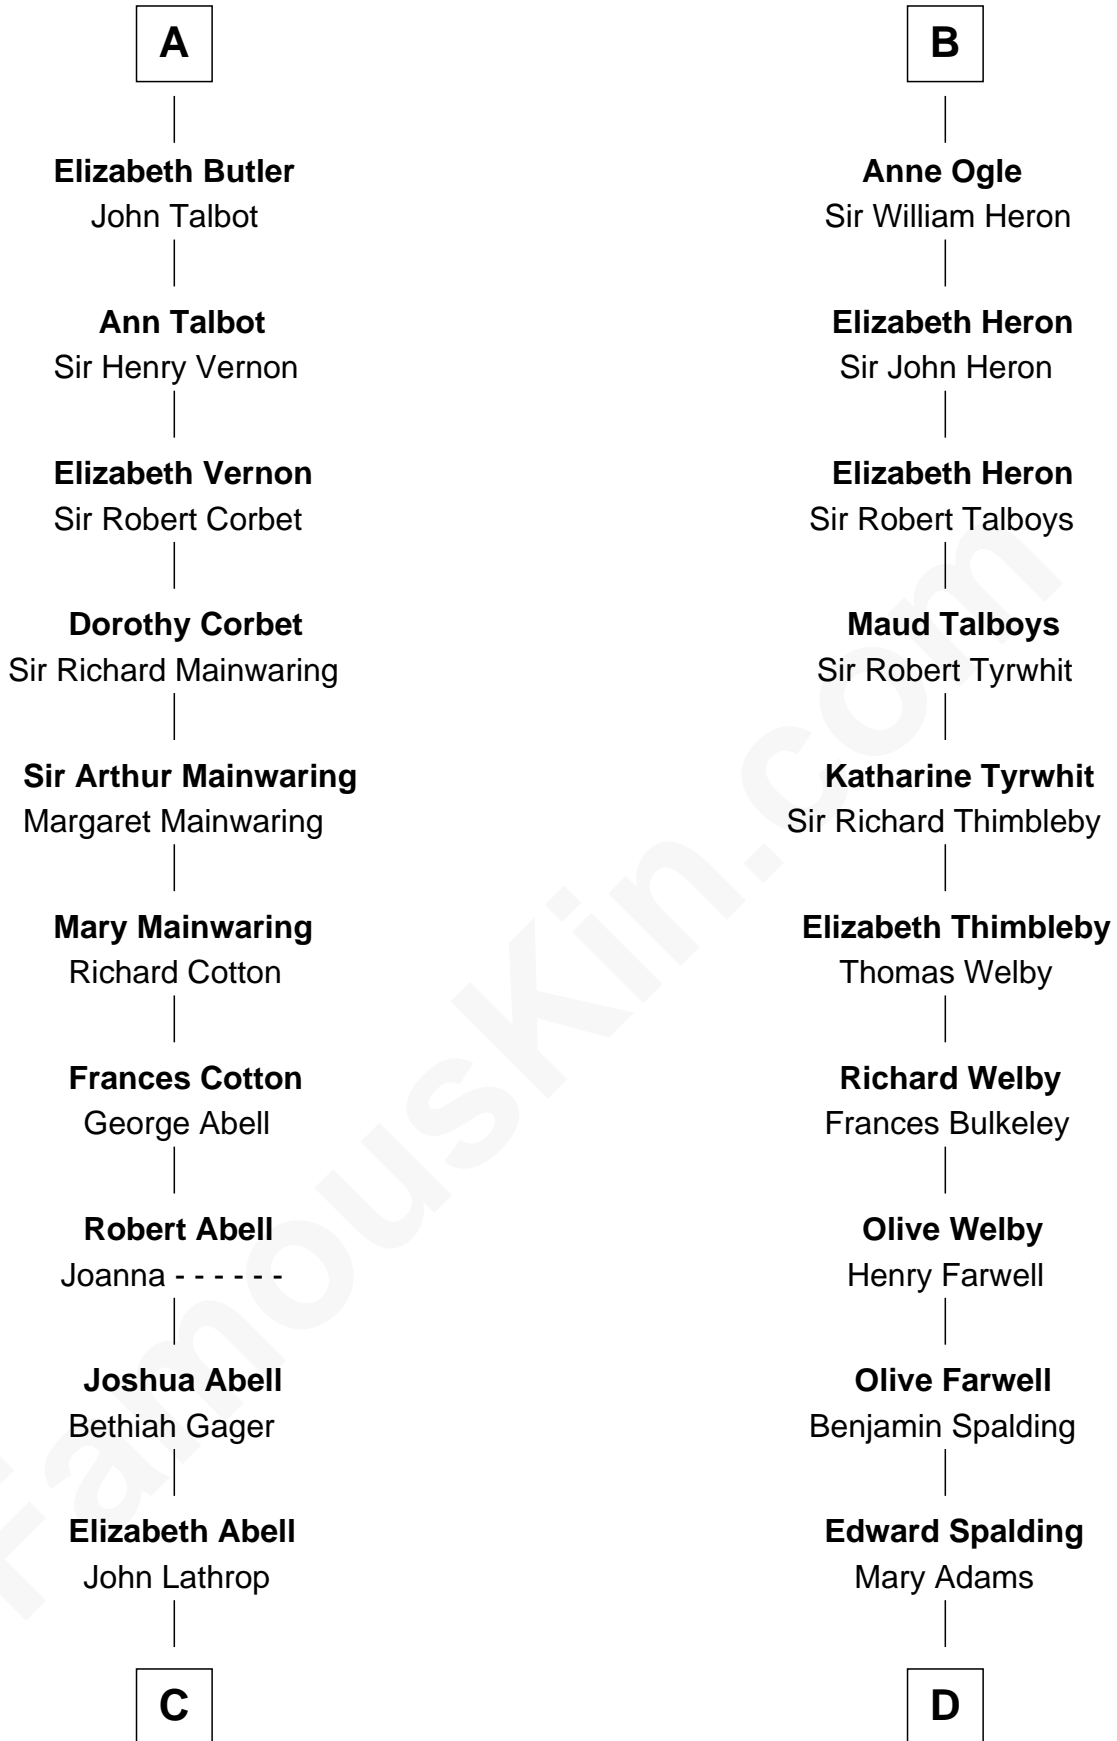 A
Elizabeth Butler
John Talbot
Ann Talbot
Sir Henry Vernon
Elizabeth Vernon
Sir Robert Corbet
Dorothy Corbet
Sir Richard Mainwaring
Sir Arthur Mainwaring
Margaret Mainwaring
Mary Mainwaring
Richard Cotton
Frances Cotton
George Abell
Robert Abell
Joanna - - - - - -
Joshua Abell
Bethiah Gager
Elizabeth Abell
John Lathrop
C
B
Anne Ogle
Sir William Heron
Elizabeth Heron
Sir John Heron
Elizabeth Heron
Sir Robert Talboys
Maud Talboys
Sir Robert Tyrwhit
Katharine Tyrwhit
Sir Richard Thimbleby
Elizabeth Thimbleby
Thomas Welby
Richard Welby
Frances Bulkeley
Olive Welby
Henry Farwell
Olive Farwell
Benjamin Spalding
Edward Spalding
Mary Adams
D
FamousKin.com